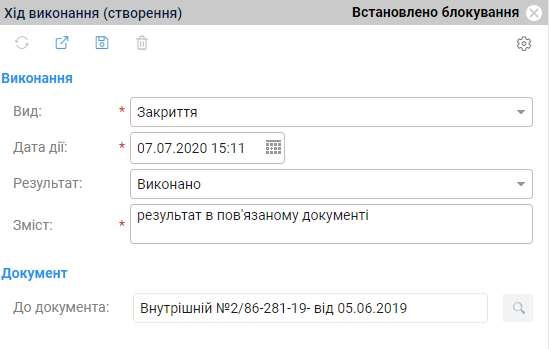 Хід виконання (створення) Встановлено блокування
Виконання
Вид: * Закриття
Дата дії: * 07.07.2020 15:11
Результат: Виконано
Зміст: * результат в пов'язаному документі
Документ
До документа: Внутрішній №2/86-281-19- від 05.06.2019